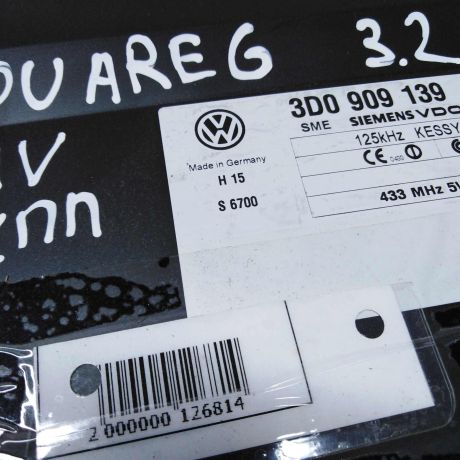 OUAREG 3.2
3D0 909 139
SME SIEMENS VDO
125kHz KESSY
Made in Germany
H 15
S 6700
433 MHz
2 000000 126814